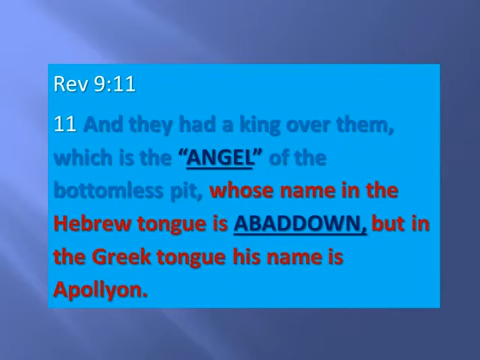 Rev 9:11
11 And they had a king over them,
which is the “ANGEL” of the
bottomless pit, whose name in the
Hebrew tongue is ABADDOWN, but in
the Greek tongue his name is
Apollyon.